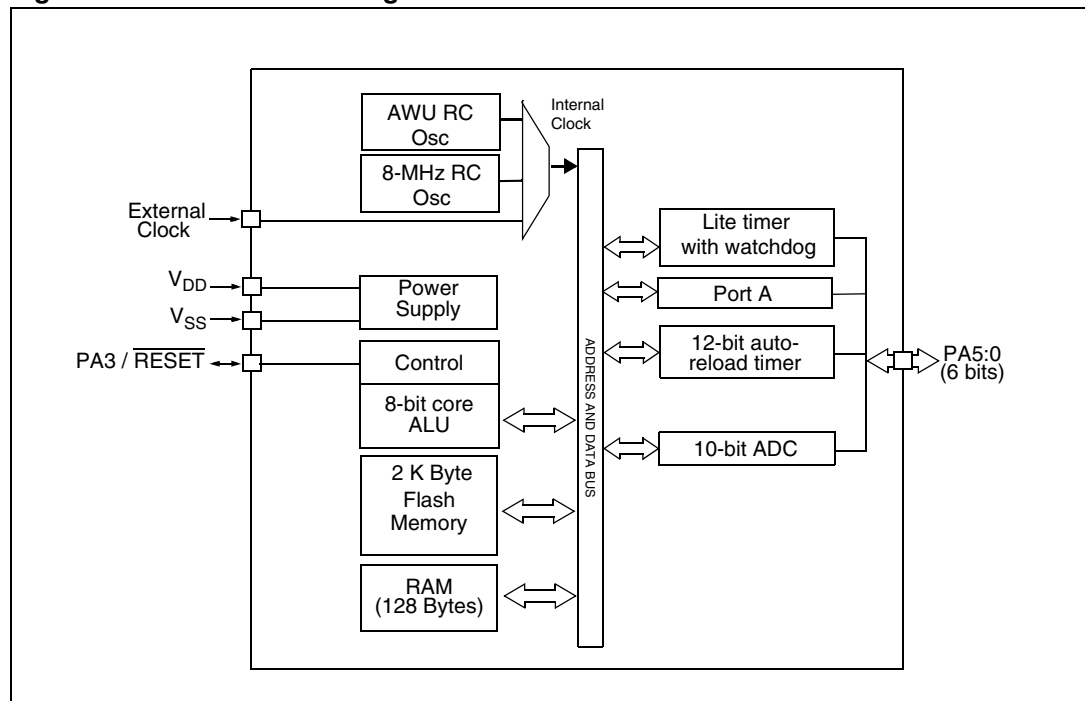 AWU RC
Osc
8-MHz RC
Osc
Internal
Clock
External
Clock
VDD
VSS
PA3 / RESET
Power
Supply
Control
8-bit core
ALU
2 K Byte
Flash
Memory
RAM
(128 Bytes)
ADDRESS AND DATA BUS
Lite timer
with watchdog
Port A
12-bit auto-
reload timer
10-bit ADC
PA5:0
(6 bits)